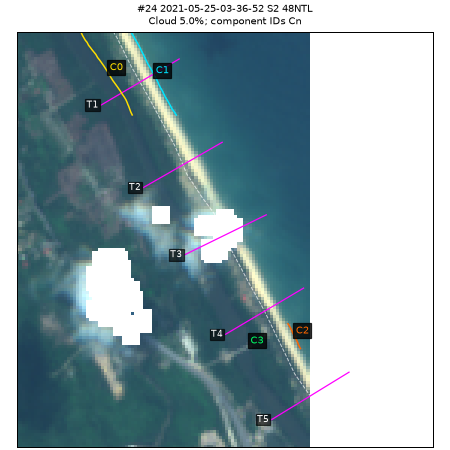 #24 2021-05-25-03-36-52 S2 48NTL
Cloud 5.0%; component IDs Cn
C0
C1
T1
T2
T3
T4
C2
C3
T5